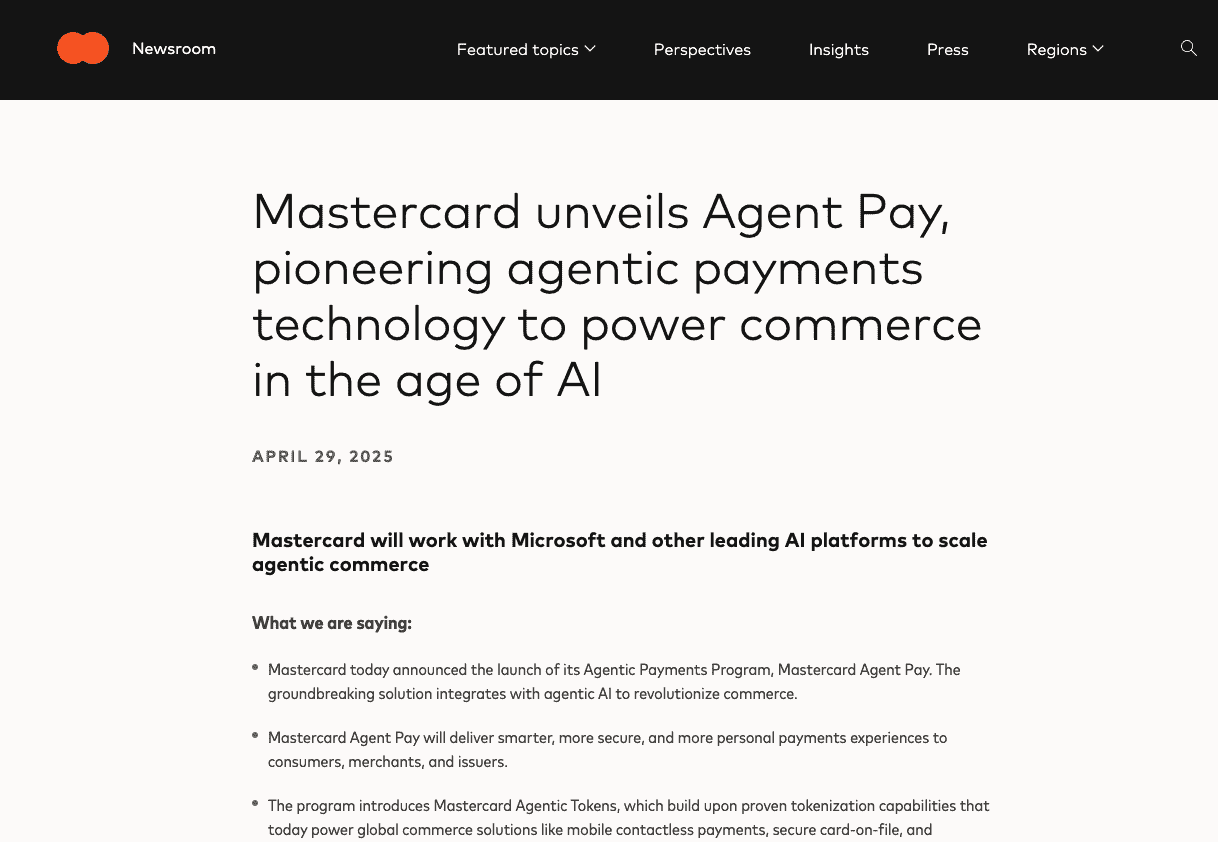 Newsroom
Featured topics
Perspectives
Insights
Press
Regions
Mastercard unveils Agent Pay,
pioneering agentic payments
technology to power commerce
in the age of AI
APRIL 29, 2025
Mastercard will work with Microsoft and other leading AI platforms to scale
agentic commerce
What we are saying:
• Mastercard today announced the launch of its Agentic Payments Program, Mastercard Agent Pay. The
groundbreaking solution integrates with agentic AI to revolutionize commerce.
• Mastercard Agent Pay will deliver smarter, more secure, and more personal payments experiences to
consumers, merchants, and issuers.
• The program introduces Mastercard Agentic Tokens, which build upon proven tokenization capabilities that
today power global commerce solutions like mobile contactless payments, secure card-on-file, and